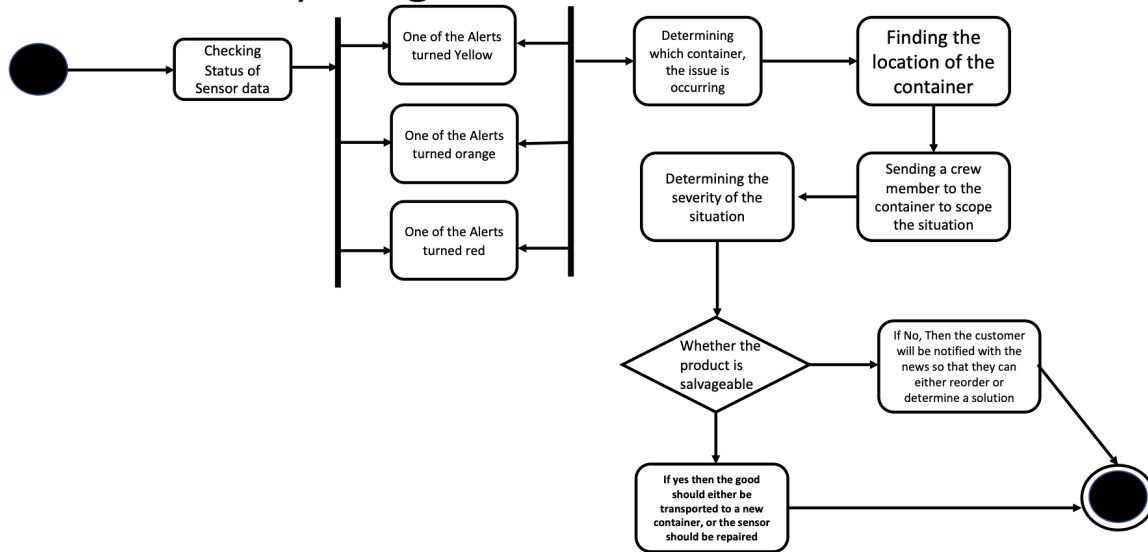 Checking
Status of
Sensor data
One of the Alerts
turned Yellow
One of the Alerts
turned orange
One of the Alerts
turned red
Determining
which container,
the issue is
occurring
Finding the
location of the
container
Sending a crew
member to the
container to scope
the situation
Determining the
severity of the
situation
Whether the
product is
salvageable
If No, Then the customer
will be notified with the
news so that they can
either reorder or
determine a solution
If yes then the good
should either be
transported to a new
container, or the sensor
should be repaired